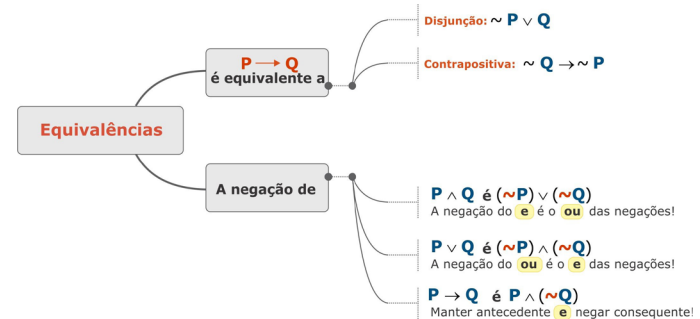 Equivalências
P → Q
é equivalente a
Disjunção: ~ P ∨ Q
Contrapositiva: ~ Q → ~ P
A negação de
P ∧ Q é (~P) ∨ (~Q)
A negação do e é o ou das negações!
P ∨ Q é (~P) ∧ (~Q)
A negação do ou é o e das negações!
P → Q é P ∧ (~Q)
Manter antecedente e negar consequente!